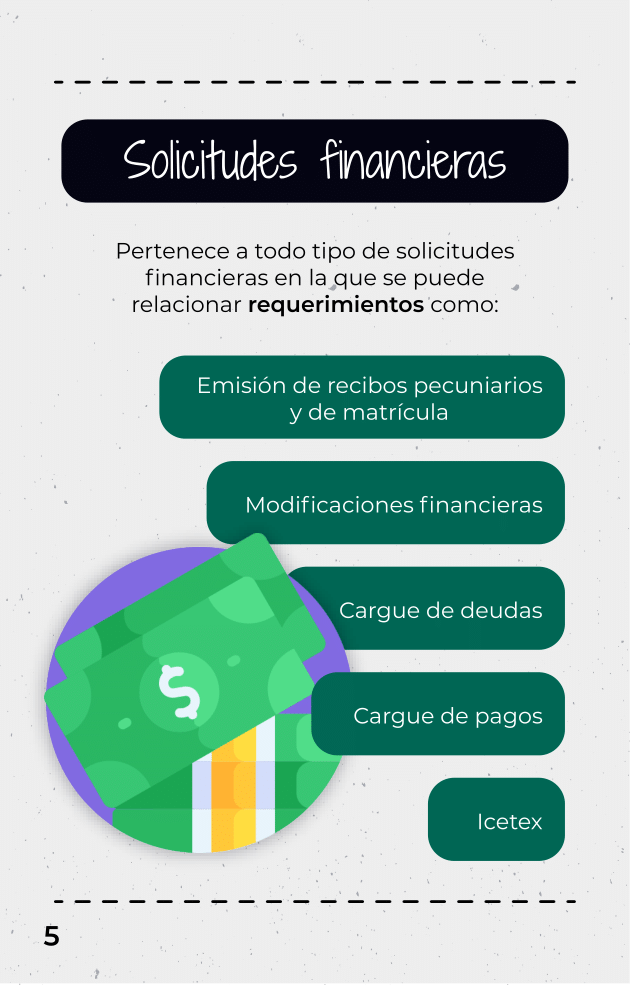 Solicitudes financieras
Pertenece a todo tipo de solicitudes
financieras en la que se puede
relacionar requerimientos como:
Emisión de recibos pecuniarios
y de matrícula
Modificaciones financieras
Cargue de deudas
$
Cargue de pagos
Icetex
5